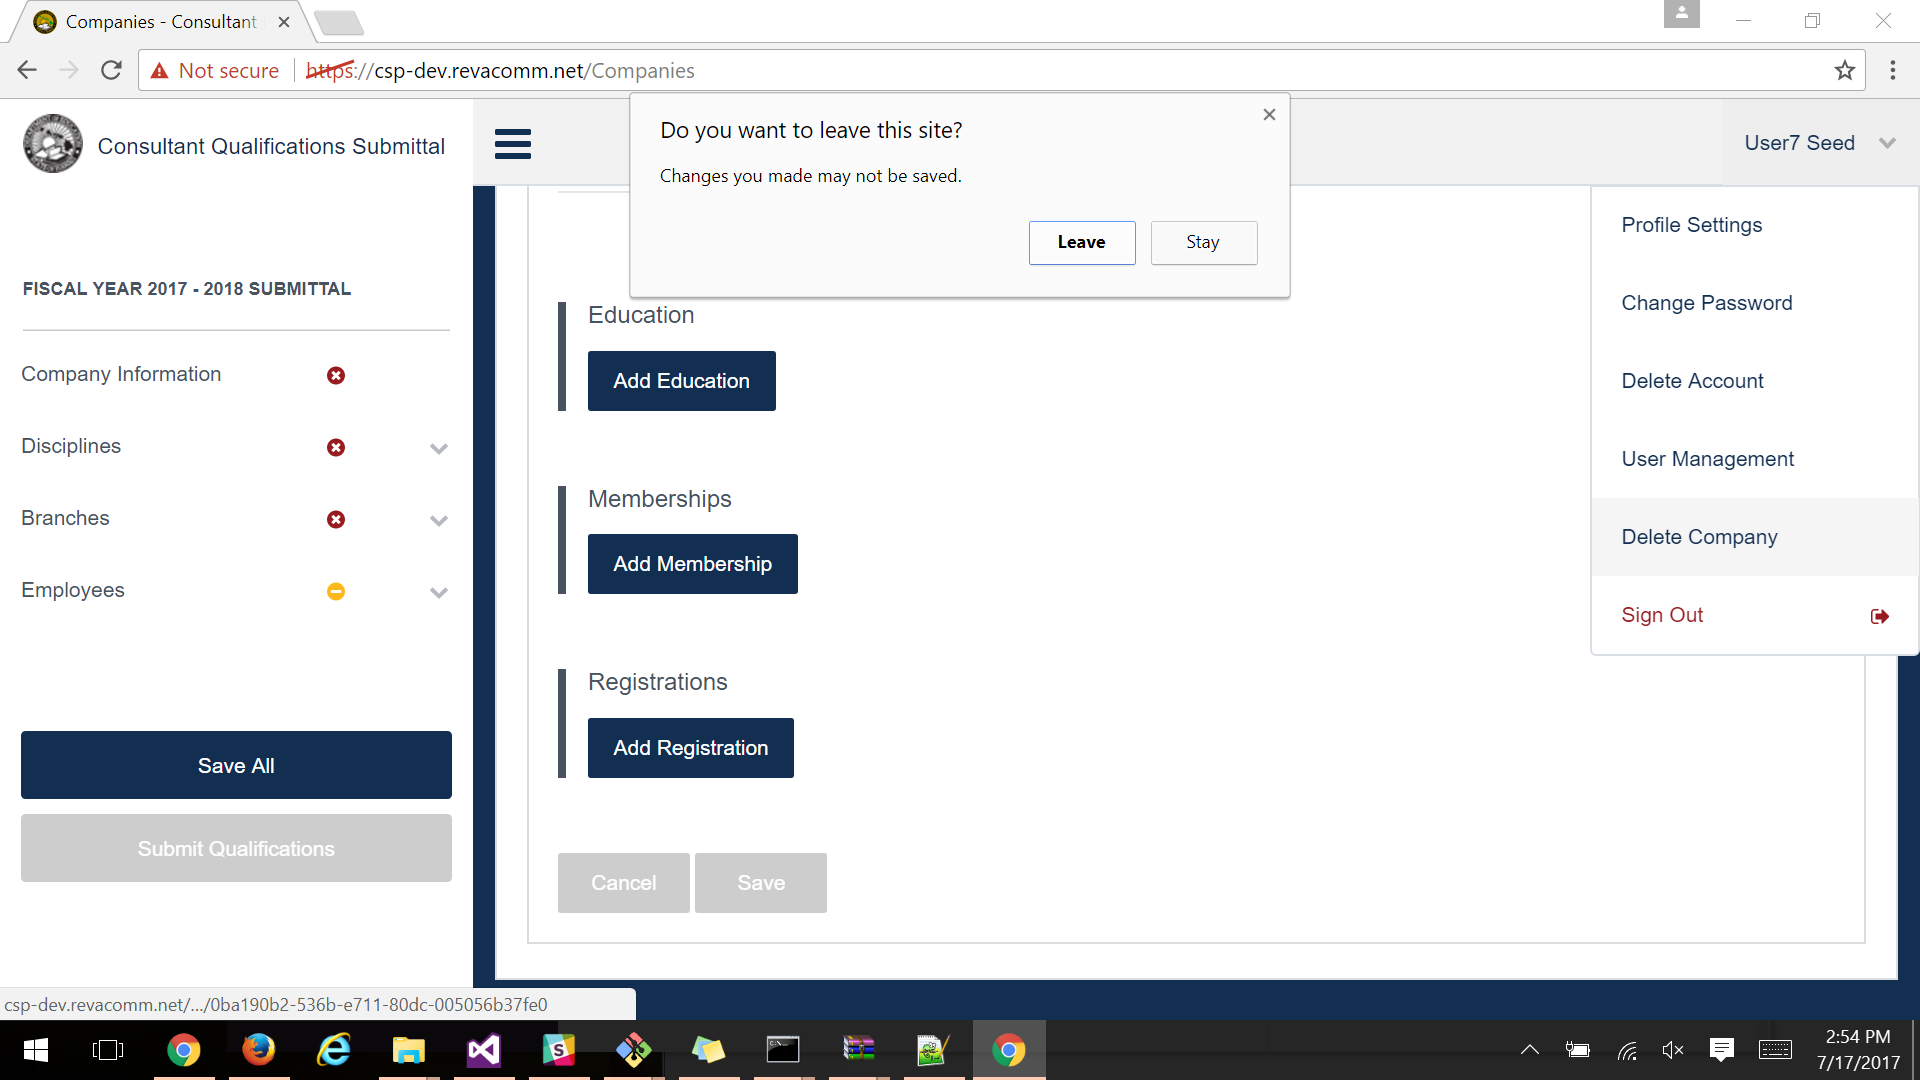 Companies - Consultant
Not secure
https://csp-dev.revacomm.net/Companies
Consultant Qualifications Submittal
User7 Seed
Do you want to leave this site?
Changes you made may not be saved.
Leave
Stay
FISCAL YEAR 2017 - 2018 SUBMITTAL
Company Information
Disciplines
Branches
Employees
Save All
Submit Qualifications
Education
Add Education
Memberships
Add Membership
Registrations
Add Registration
Cancel
Save
Profile Settings
Change Password
Delete Account
User Management
Delete Company
Sign Out
csp-dev.revacomm.net/.../0ba190b2-536b-e711-80dc-005056b37fe0
2:54 PM
7/17/2017